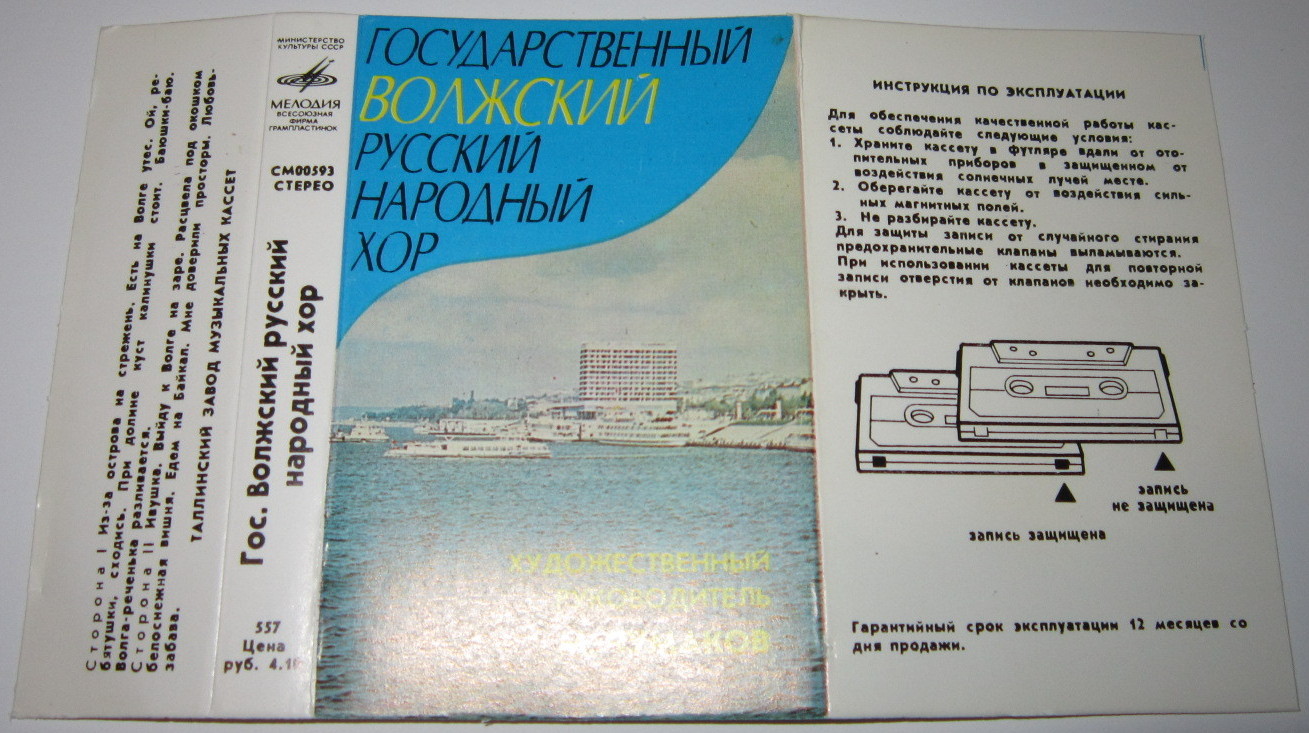 Сторона I Из-за острова на стрежень. Есть на Волге утес. Ой, ре-
бятушки, сходись. При долине куст калинушки стоит. Баюшки-баю.
Волга-реченька разливается.
Сторона II Ивушка. Выйду к Волге на заре. Расцвела под окошком
белоснежная вишня. Едем на Байкал. Мне доверили просторы. Любовь-
забава.
ТАЛЛИНСКИЙ ЗАВОД МУЗЫКАЛЬНЫХ КАССЕТ
МИНИСТЕРСТВО
КУЛЬТУРЫ СССР
МЕЛОДИЯ
ВСЕСОЮЗНАЯ
ФИРМА
ГРАМПЛАСТИНОК
СМ00593
СТЕРЕО
Гос. Волжский русский
народный хор
557
Цена
руб. 4.
ГОСУДАРСТВЕННЫЙ
ВОЛЖСКИЙ
РУССКИЙ
НАРОДНЫЙ
ХОР
ХУДОЖЕСТВЕННЫЙ
РУКОВОДИТЕЛЬ
ИНСТРУКЦИЯ ПО ЭКСПЛУАТАЦИИ
Для обеспечения качественной работы кас-
сеты соблюдайте следующие условия:
1. Храните кассету в футляре вдали от ото-
пительных приборов в защищенном от
воздействия солнечных лучей месте.
2. Оберегайте кассету от воздействия силь-
ных магнитных полей.
3. Не разбирайте кассету.
Для защиты записи от случайного стирания
предохранительные клапаны выламываются.
При использовании кассеты для повторной
записи отверстия от клапанов необходимо за-
крыть.
запись
не защищена
запись защищена
Гарантийный срок эксплуатации 12 месяцев со
дня продажи.